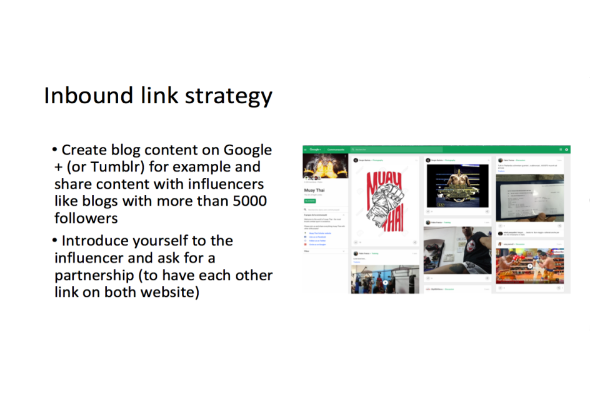 Inbound link strategy
• Create blog content on Google
+ (or Tumblr) for example and
share content with influencers
like blogs with more than 5000
followers
• Introduce yourself to the
influencer and ask for a
partnership (to have each other
link on both website)
Muay Thai
MUAY
THAI